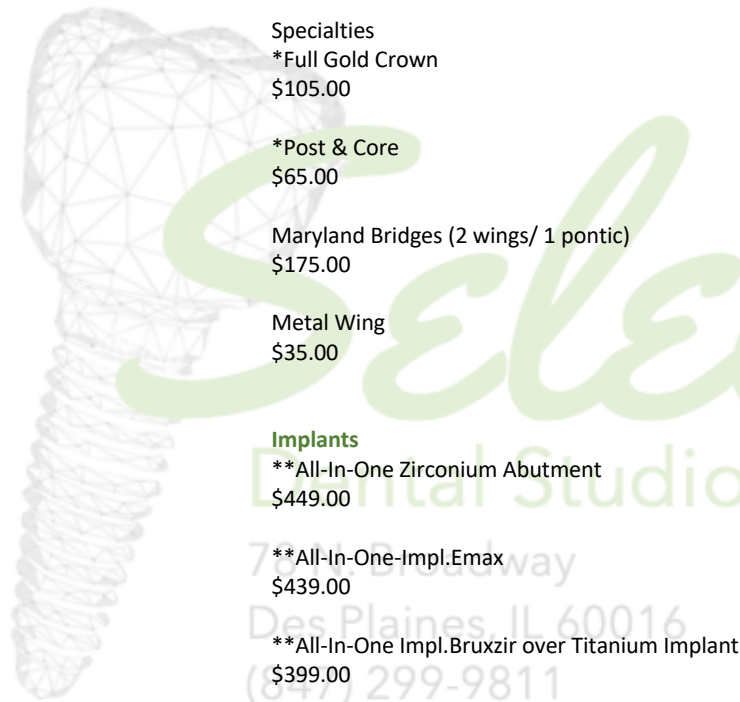 Specialties
*Full Gold Crown
$105.00
*Post & Core
$65.00
Maryland Bridges (2 wings/ 1 pontic)
$175.00
Metal Wing
$35.00
Implants
**All-In-One Zirconium Abutment
$449.00
**All-In-One-Impl.Emax
$439.00
**All-In-One Impl.Bruxzir over Titanium Implant
$399.00
Dental Studio
78 N. Broadway
Des Plaines, IL 60016
(847) 299-9811